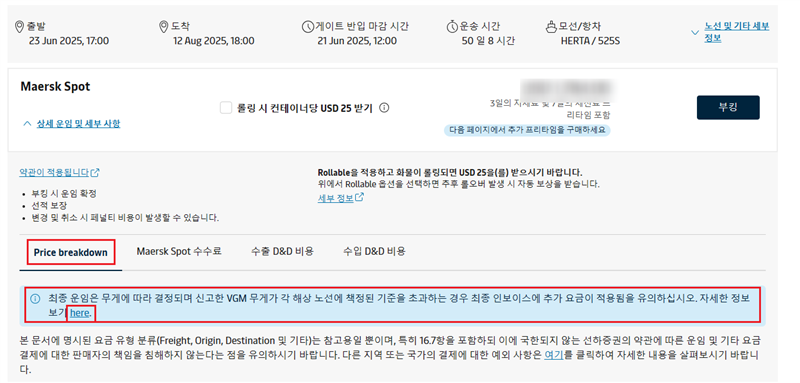 출발
23 Jun 2025, 17:00
도착
12 Aug 2025, 18:00
게이트 반입 마감 시간
21 Jun 2025, 12:00
운송 시간
50 일 8 시간
모선/항차
HERTA / 525S
노선 및 기타 세부
정보
Maersk Spot
롤링 시 컨테이너당 USD 25 받기
3일의 지체료 및 7일의 체선료 프
리타임 포함
다음 페이지에서 추가 프리타임을 구매하세요
부킹
상세 운임 및 세부 사항
약관이 적용됩니다
• 부킹 시 운임 확정
• 선적 보장
• 변경 및 취소 시 페널티 비용이 발생할 수 있습니다.
Rollable을 적용하고 화물이 롤링되면 USD 25을(를) 받으시기 바랍니다.
위에서 Rollable 옵션을 선택하면 추후 롤오버 발생 시 자동 보상을 받습니다.
세부 정보
Price breakdown
Maersk Spot 수수료
수출 D&D 비용
수입 D&D 비용
최종 운임은 무게에 따라 결정되며 신고한 VGM 무게가 각 해상 노선에 책정된 기준을 초과하는 경우 최종 인보이스에 추가 요금이 적용됨을 유의하십시오. 자세한 정보
보기 here.
본 문서에 명시된 요금 유형 분류(Freight, Origin, Destination 및 기타)는 참고용일 뿐이며, 특히 16.7항을 포함하되 이에 국한되지 않는 선하증권의 약관에 따른 운임 및 기타 요금
결제에 대한 판매자의 책임을 침해하지 않는다는 점을 유의하시기 바랍니다. 다른 지역 또는 국가의 결제에 대한 예외 사항은 여기를 클릭하여 자세한 내용을 살펴보시기 바랍니
다.